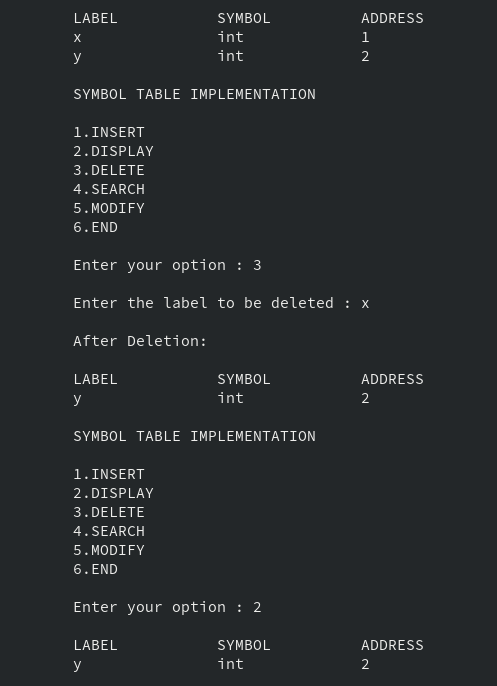 LABEL SYMBOL ADDRESS
x int 1
y int 2
SYMBOL TABLE IMPLEMENTATION
1.INSERT
2.DISPLAY
3.DELETE
4.SEARCH
5.MODIFY
6.END
Enter your option : 3
Enter the label to be deleted : x
After Deletion:
LABEL SYMBOL ADDRESS
y int 2
SYMBOL TABLE IMPLEMENTATION
1.INSERT
2.DISPLAY
3.DELETE
4.SEARCH
5.MODIFY
6.END
Enter your option : 2
LABEL SYMBOL ADDRESS
y int 2